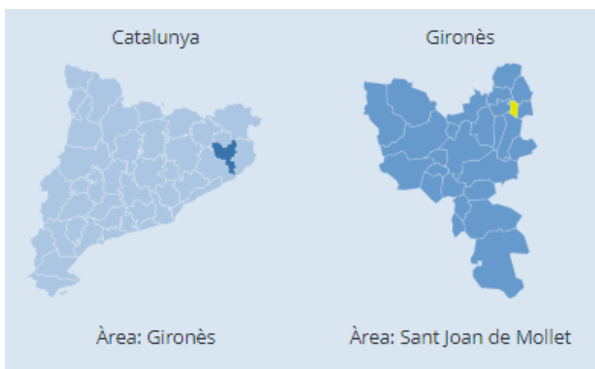 Catalunya
Gironès
Àrea: Gironès
Àrea: Sant Joan de Mollet